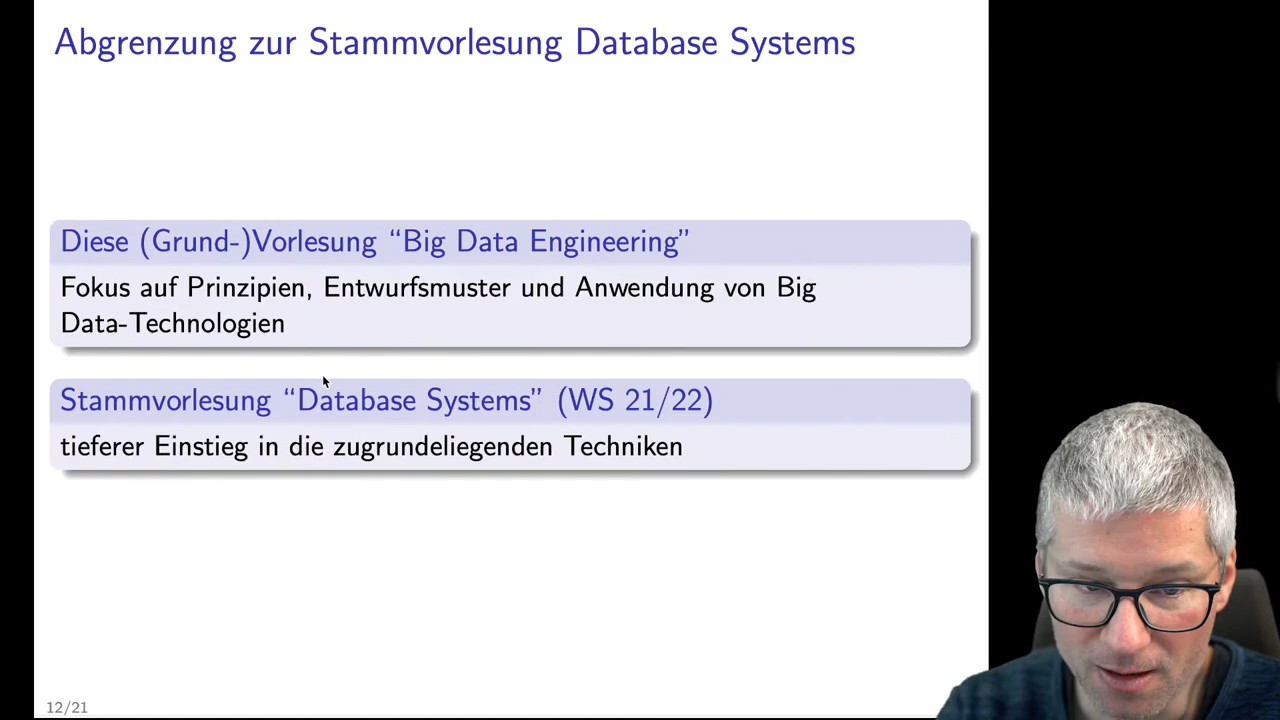 Abgrenzung zur Stammvorlesung Database Systems
Diese (Grund-)Vorlesung “Big Data Engineering”
Fokus auf Prinzipien, Entwurfsmuster und Anwendung von Big
Data-Technologien
Stammvorlesung “Database Systems” (WS 21/22)
tieferer Einstieg in die zugrundeliegenden Techniken
12/21